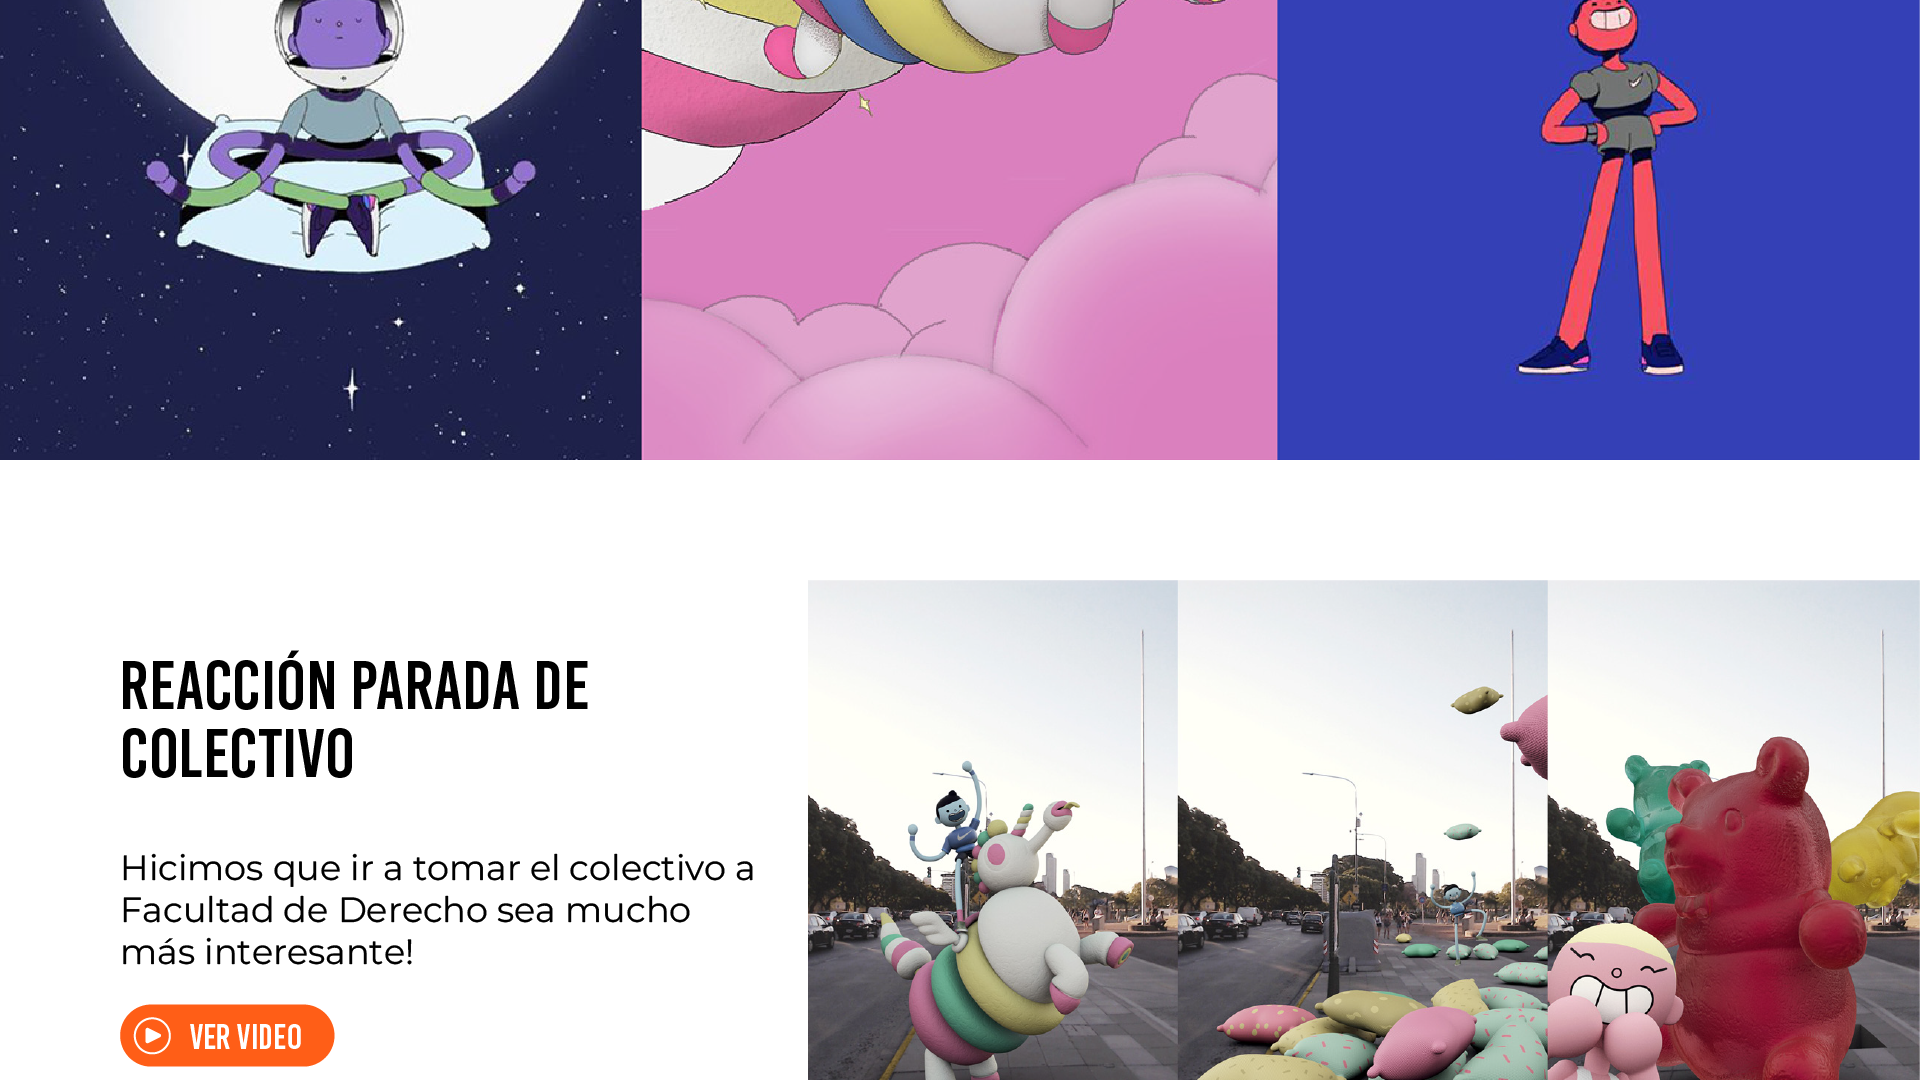 REACCIÓN PARADA DE
COLECTIVO
Hicimos que ir a tomar el colectivo a
Facultad de Derecho sea mucho
más interesante!
VER VIDEO